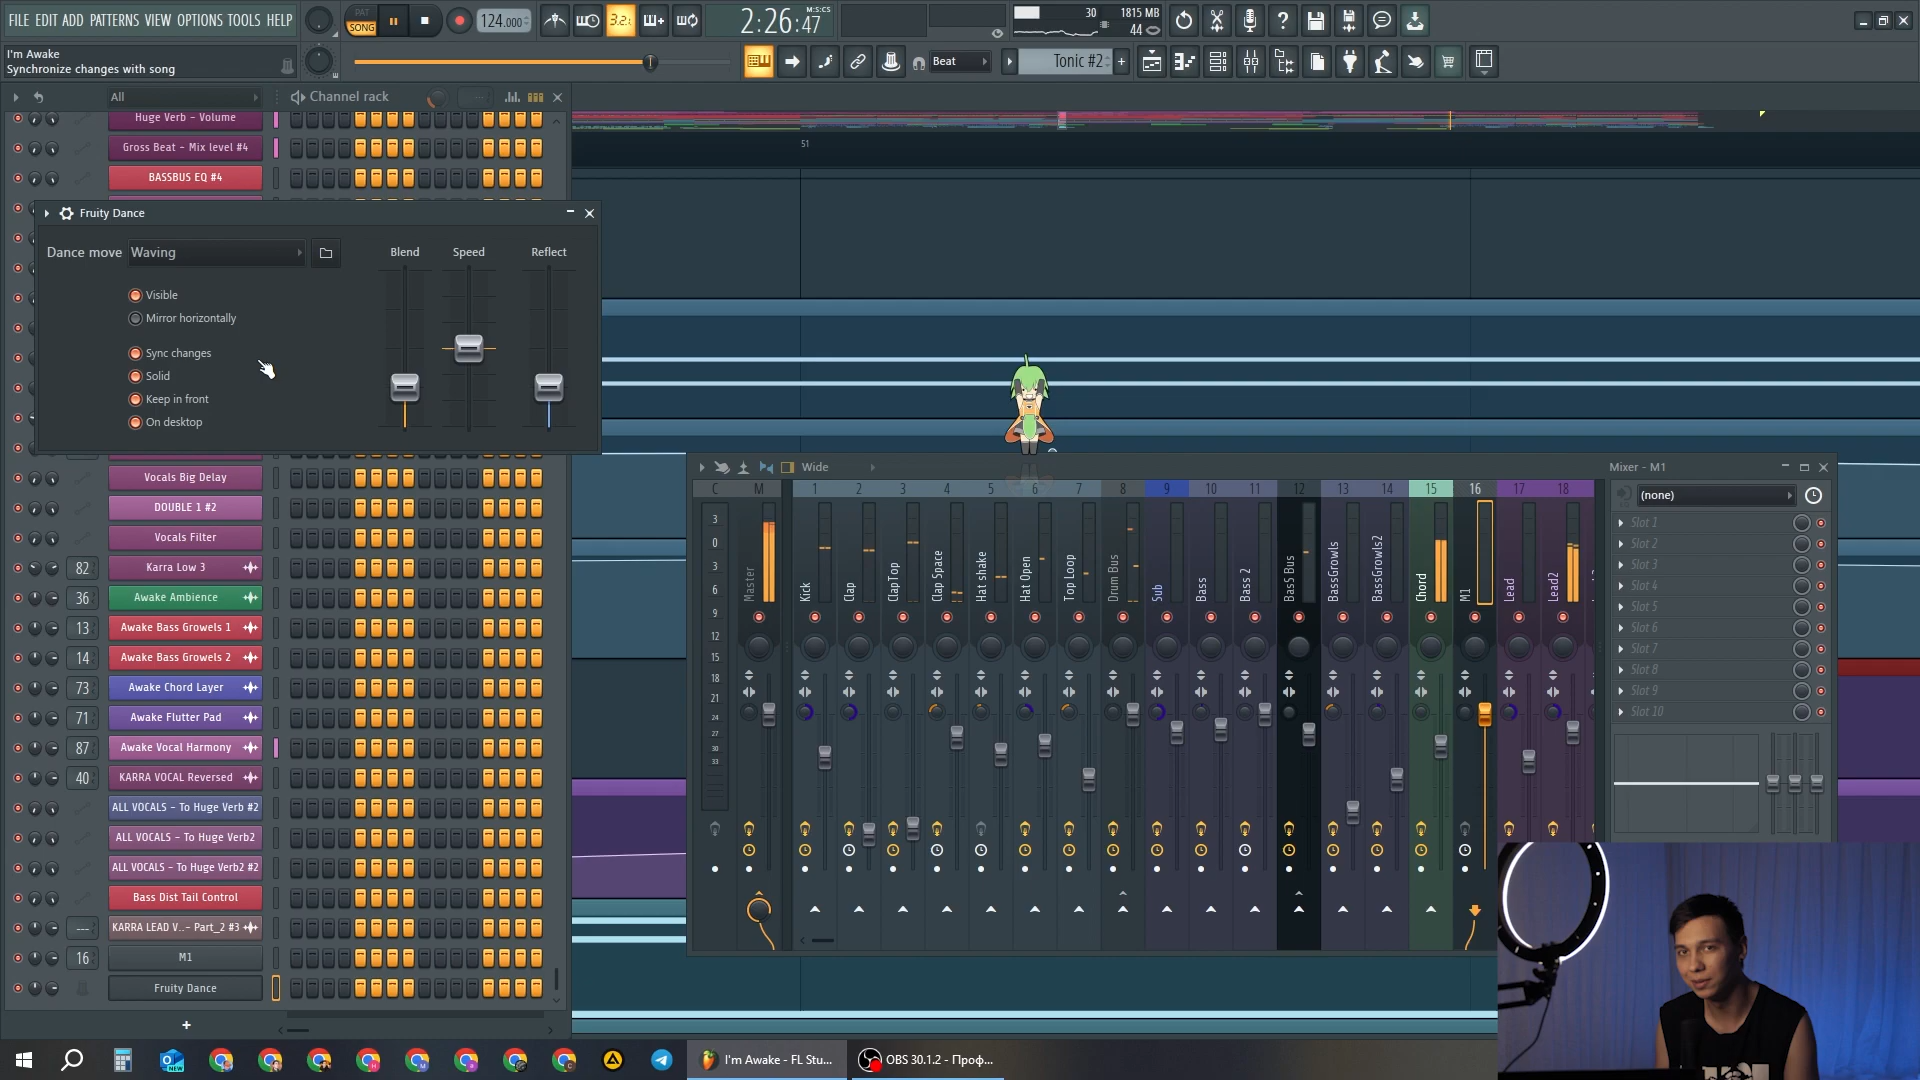 FILE EDIT ADD PATTERNS VIEW OPTIONS TOOLS HELP
PAT
SONG
124.000
3.2.
2:26:47
M:S:CS
30
1815 MB
44
I'm Awake
Synchronize changes with song
Beat
Tonic #2
All
Channel rack
Huge Verb - Volume
Gross Beat - Mix level #4
BASSBUS EQ #4
51
Fruity Dance
Dance move
Waving
Blend
Speed
Reflect
Visible
Mirror horizontally
Sync changes
Solid
Keep in front
On desktop
Vocals Big Delay
DOUBLE 1 #2
Vocals Filter
82 Karra Low 3
36 Awake Ambience
13 Awake Bass Growels 1
14 Awake Bass Growels 2
73 Awake Chord Layer
71 Awake Flutter Pad
87 Awake Vocal Harmony
40 KARRA VOCAL Reversed
ALL VOCALS - To Huge Verb #2
ALL VOCALS - To Huge Verb2
ALL VOCALS - To Huge Verb2 #2
Bass Dist Tail Control
--- KARRA LEAD V..- Part_2 #3
16 M1
Fruity Dance
+
Wide
Mixer - M1
C M 1 2 3 4 5 6 7 8 9 10 11 12 13 14 15 16 17 18
3
0
3
6
9
12
15
18
21
24
27
30
33
Master
Kick
Clap
ClapTop
Clap Space
Hat shake
Hat Open
Top Loop
Drum Bus
Sub
Bass
Bass 2
BasS Bus
BassGrowls
BassGrowls2
Chord
M1
Lead
Lead2
(none)
Slot 1
Slot 2
Slot 3
Slot 4
Slot 5
Slot 6
Slot 7
Slot 8
Slot 9
Slot 10
NEW
I'm Awake - FL Stu...
OBS 30.1.2 - Проф...